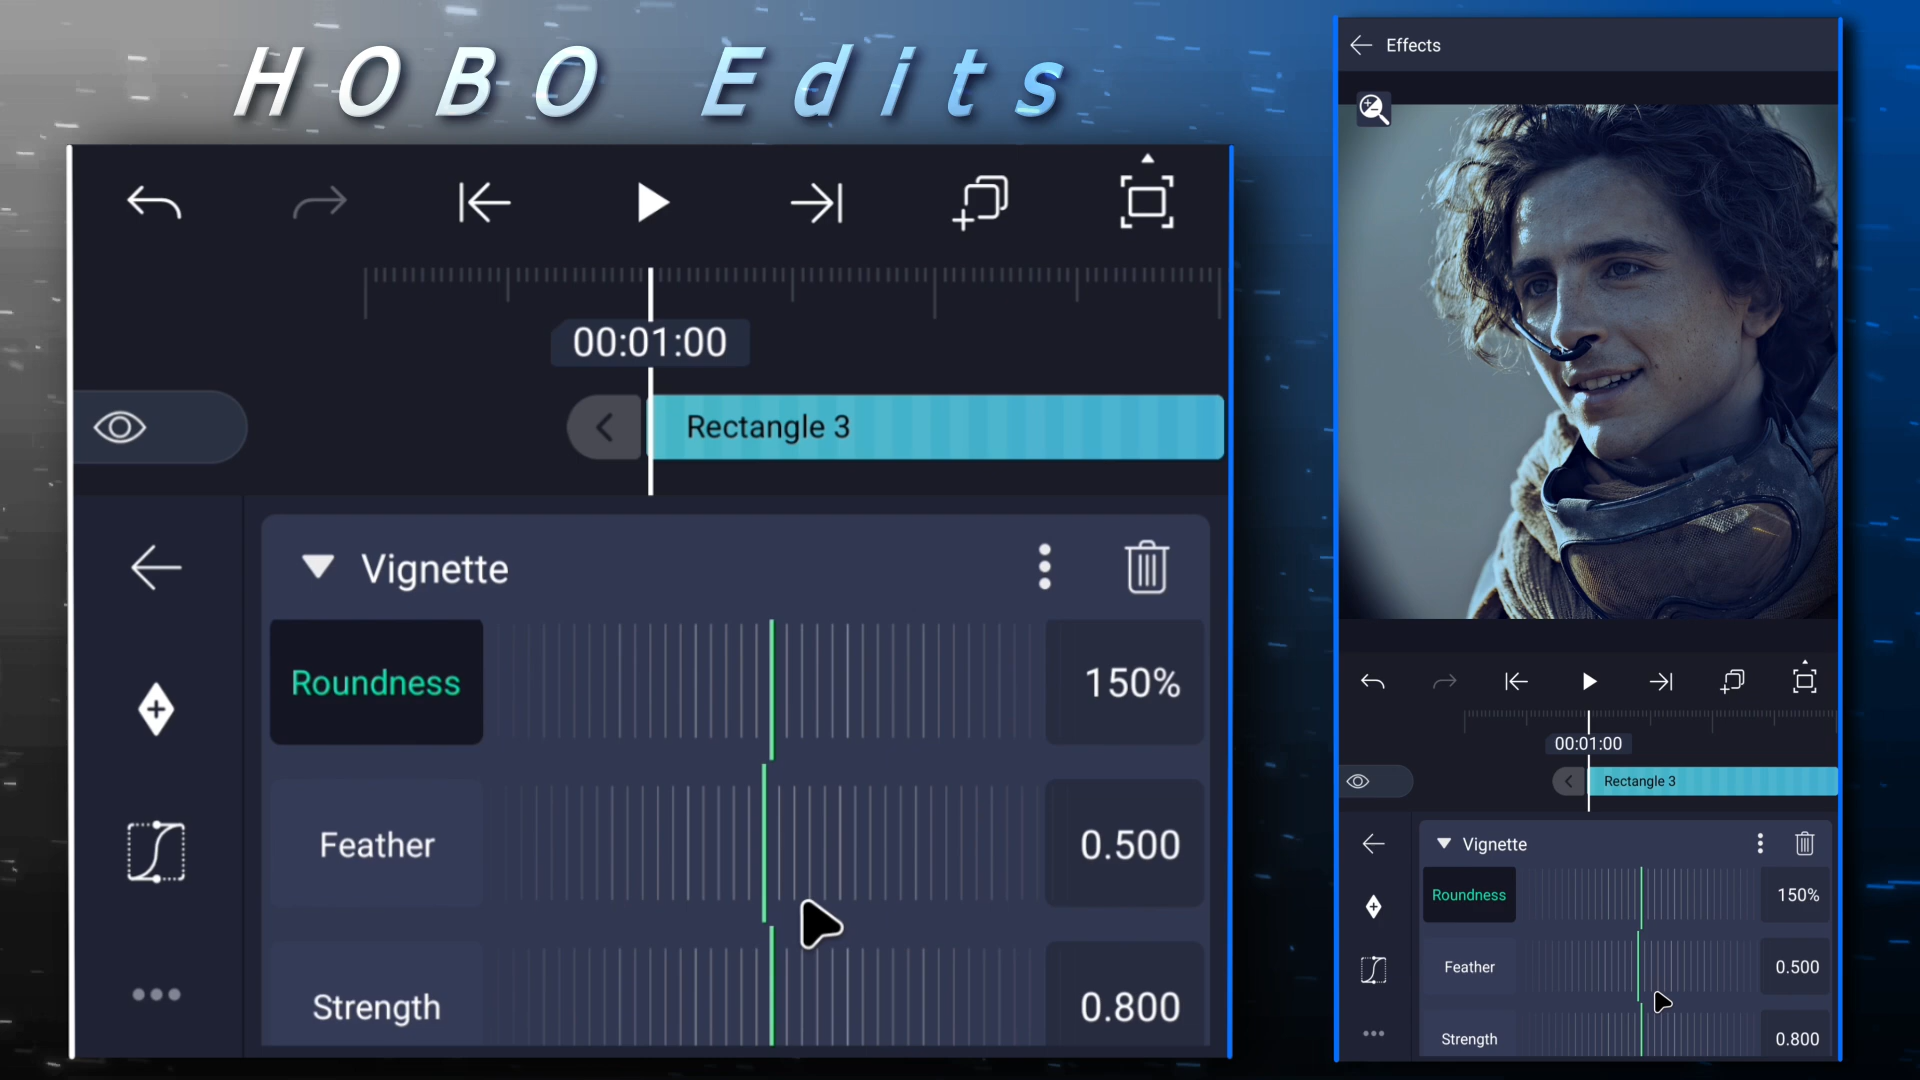 HOBO Edits
00:01:00
Rectangle 3
Vignette
Roundness
150%
Feather
0.500
Strength
0.800
Effects
00:01:00
Rectangle 3
Vignette
Roundness
150%
Feather
0.500
Strength
0.800